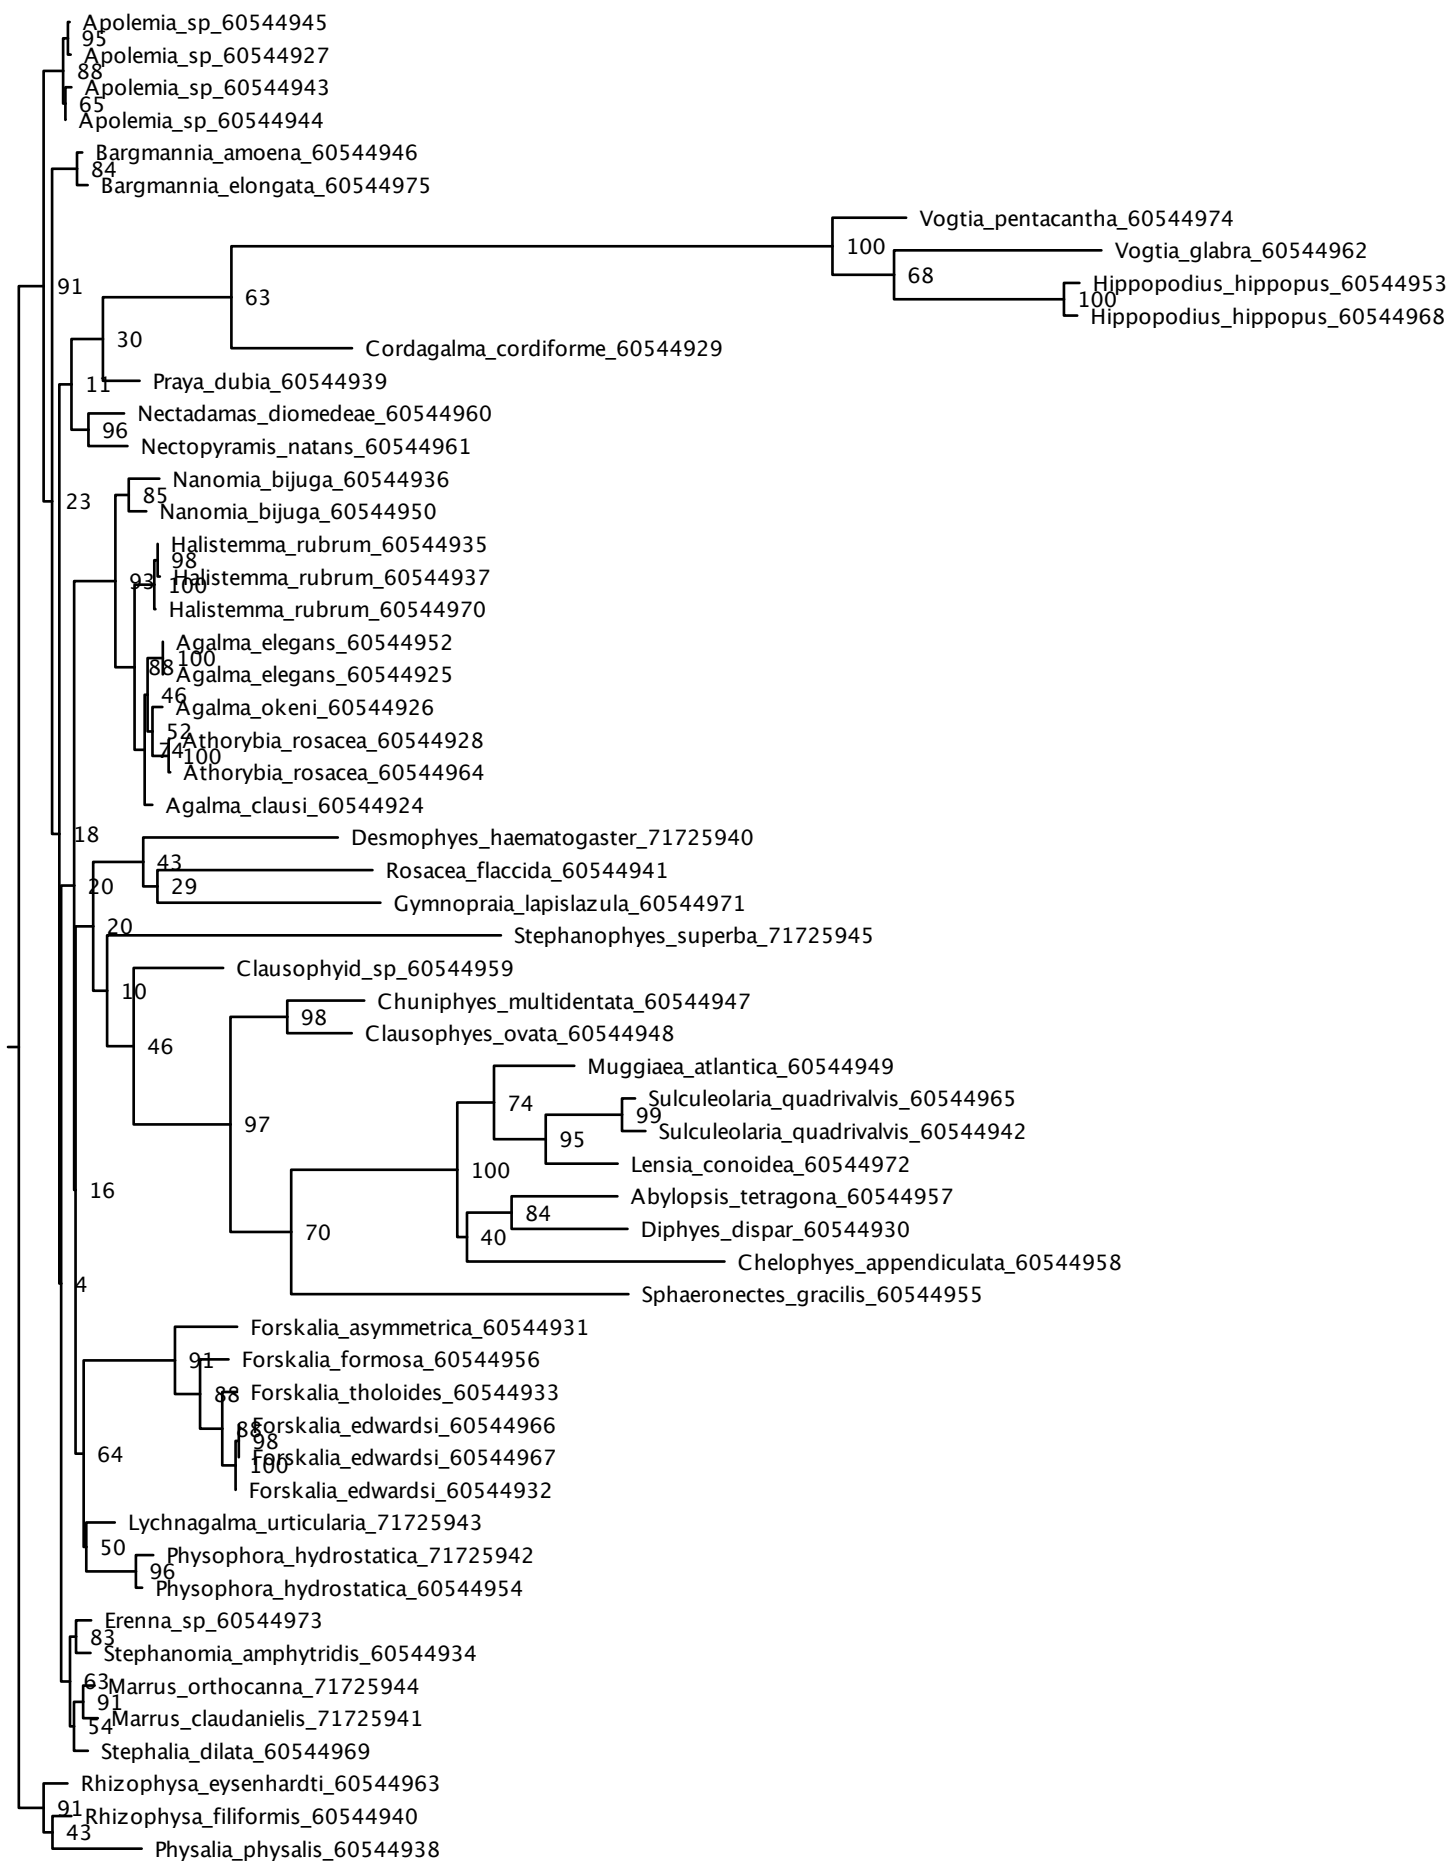 Apolemia_sp_60544945
95
Apolemia_sp_60544927
88
Apolemia_sp_60544943
65
Apolemia_sp_60544944
Bargmannia_amoena_60544946
84
Bargmannia_elongata_60544975
Vogtia_pentacantha_60544974
100
Vogtia_glabra_60544962
68
Hippopodius_hippopus_60544953
91
63
100
Hippopodius_hippopus_60544968
30
Cordagalma_cordiforme_60544929
11
Praya_dubia_60544939
Nectadamas_diomedeae_60544960
96
Nectopyramis_natans_60544961
Nanomia_bijuga_60544936
85
23
Nanomia_bijuga_60544950
Halistemma_rubrum_60544935
98
Halistemma_rubrum_60544937
93
100
Halistemma_rubrum_60544970
Agalma_elegans_60544952
100
88
Agalma_elegans_60544925
46
Agalma_okeni_60544926
52
Athorybia_rosacea_60544928
74
100
Athorybia_rosacea_60544964
Agalma_clausi_60544924
18
Desmophyes_haematogaster_71725940
43
Rosacea_flaccida_60544941
20
29
Gymnopraia_lapislazula_60544971
20
Stephanophyes_superba_71725945
Clausophyid_sp_60544959
10
Chuniphyes_multidentata_60544947
98
Clausophyes_ovata_60544948
46
Muggiaea_atlantica_60544949
74
Sulculeolaria_quadrivalvis_60544965
99
97
Sulculeolaria_quadrivalvis_60544942
95
Lensia_conoidea_60544972
100
16
Abylopsis_tetragona_60544957
84
Diphyes_dispar_60544930
70
40
Chelophyes_appendiculata_60544958
4
Sphaeronectes_gracilis_60544955
Forskalia_asymmetrica_60544931
91
Forskalia_formosa_60544956
88
Forskalia_tholoides_60544933
88
Forskalia_edwardsi_60544966
98
64
Forskalia_edwardsi_60544967
100
Forskalia_edwardsi_60544932
Lychnagalma_urticularia_71725943
50
Physophora_hydrostatica_71725942
96
Physophora_hydrostatica_60544954
Erenna_sp_60544973
83
Stephanomia_amphytridis_60544934
63
Marrus_orthocanna_71725944
91
Marrus_claudanielis_71725941
54
Stephalia_dilata_60544969
Rhizophysa_eysenhardti_60544963
91
Rhizophysa_filiformis_60544940
43
Physalia_physalis_60544938